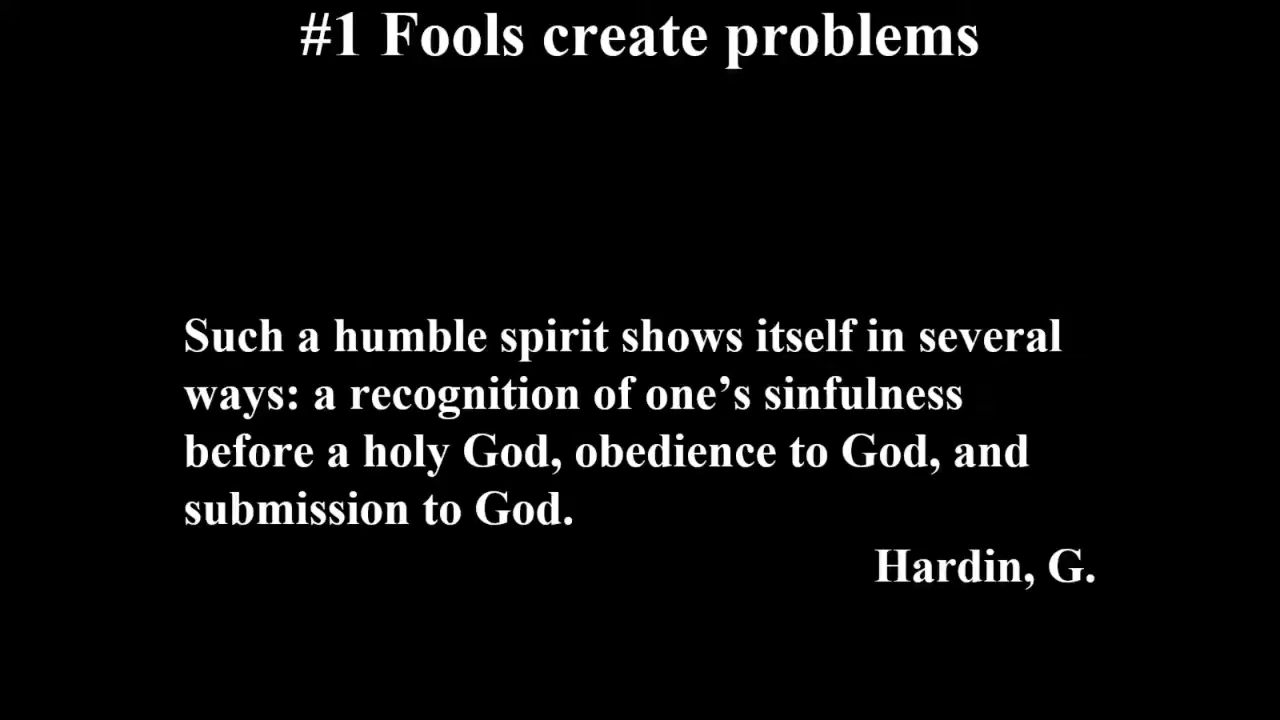 #1 Fools create problems
Such a humble spirit shows itself in several
ways: a recognition of one’s sinfulness
before a holy God, obedience to God, and
submission to God.
Hardin, G.